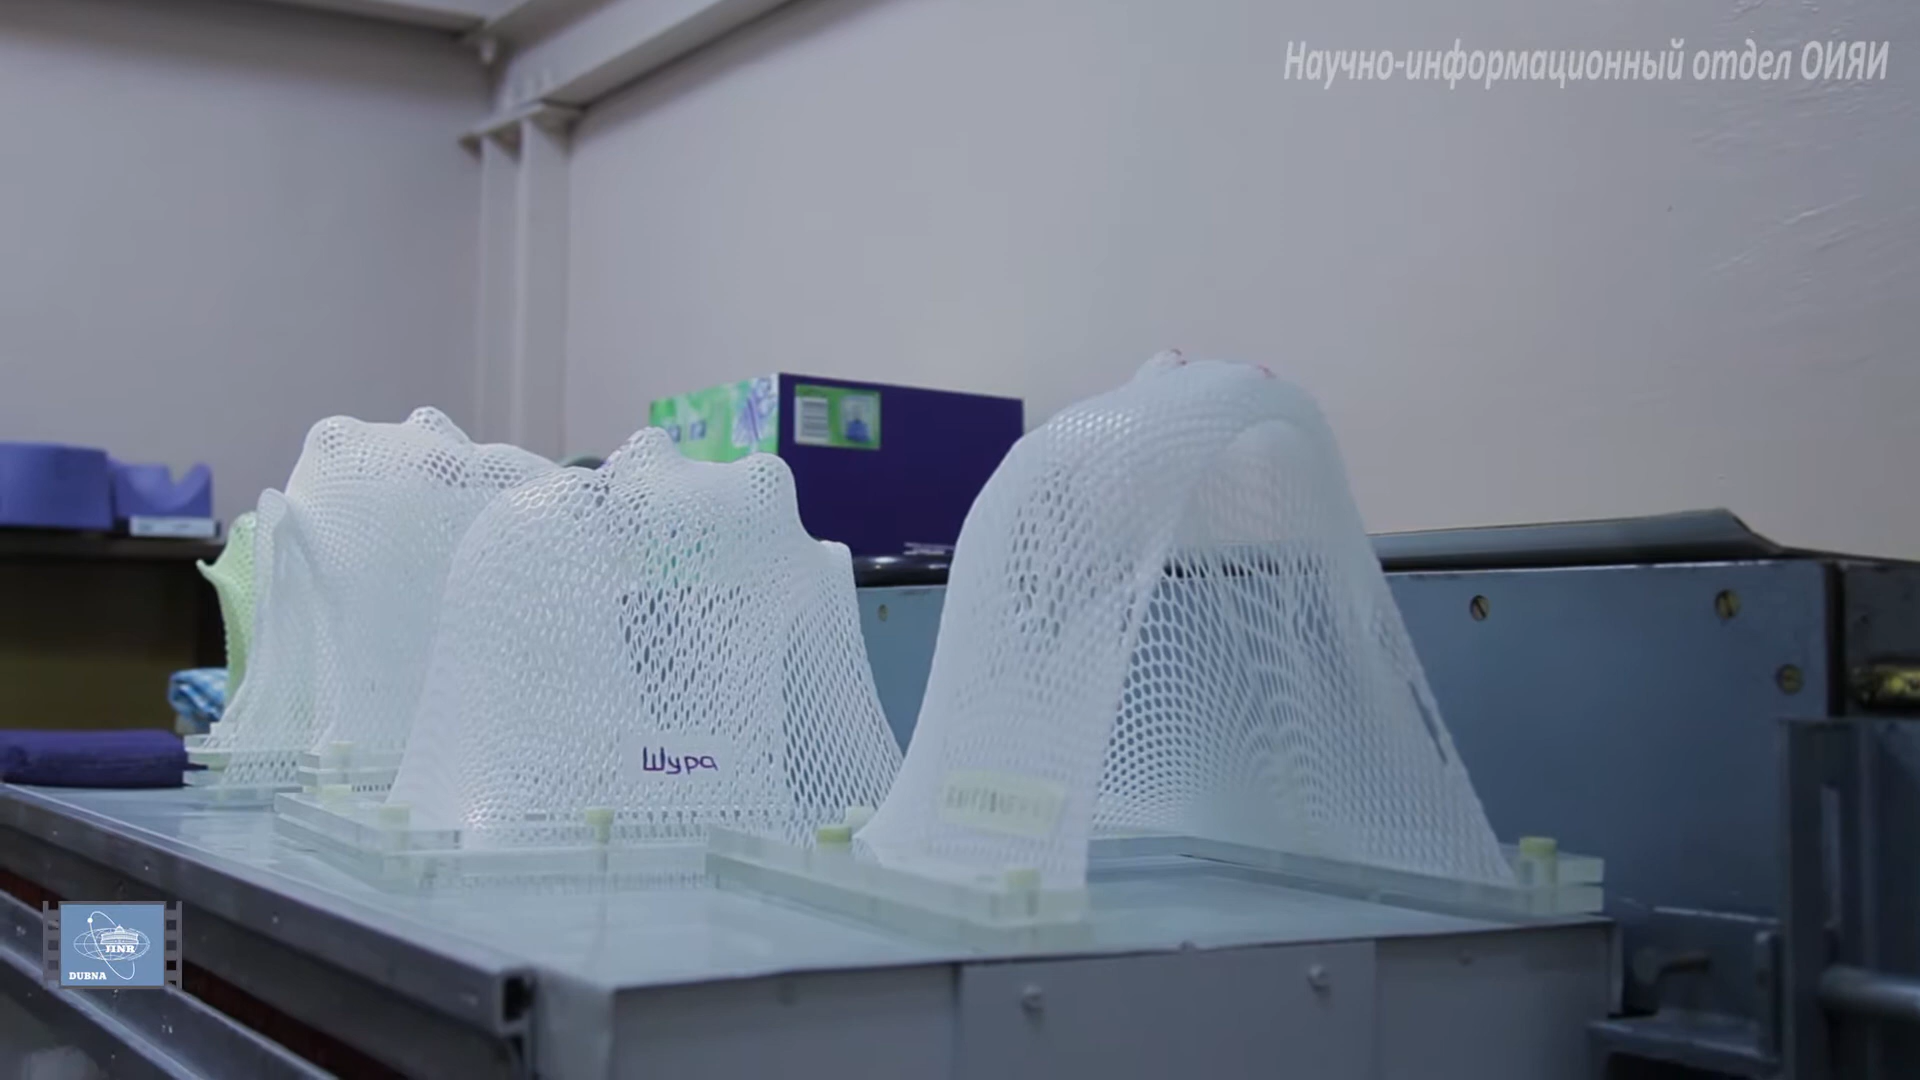 Научно-информационный отдел ОИЯИ
Шура
JINR
DUBNA